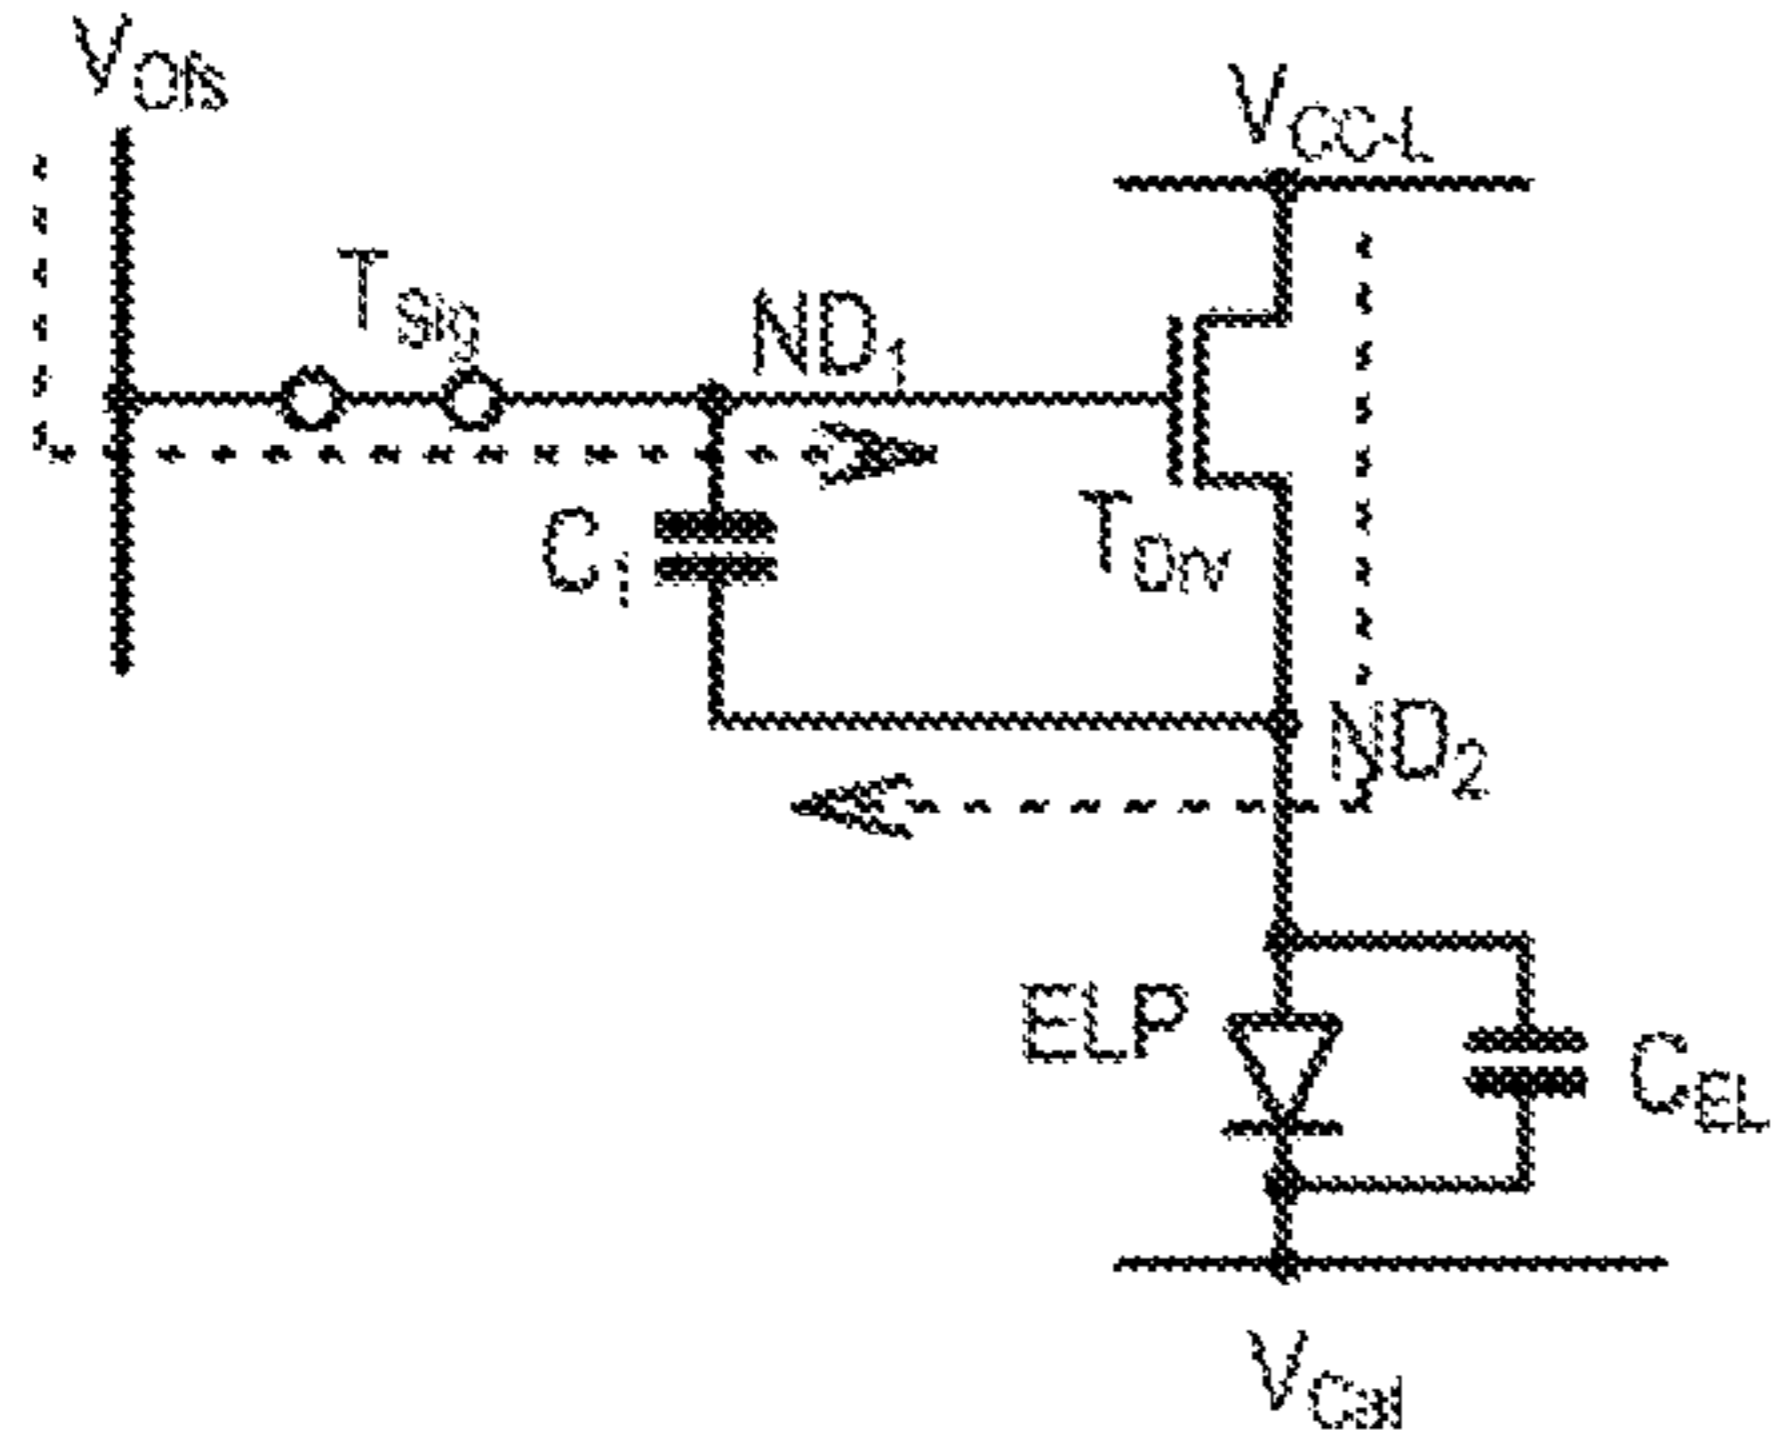 V_Ofs
V_CC-L
T_Sig
ND_1
C_1
T_Drv
ND_2
ELP
C_EL
V_Cat